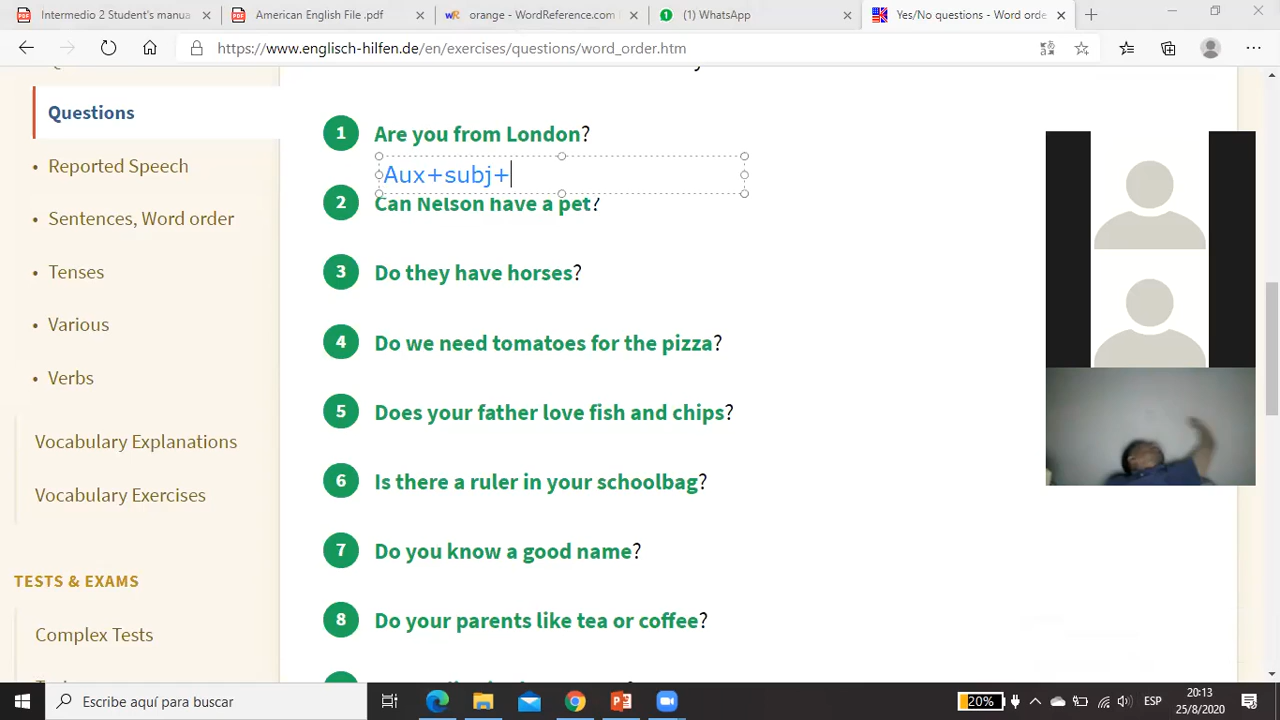 Intermedio 2 Student's manua
American English File .pdf
orange - WordReference.com
(1) WhatsApp
Yes/No questions - Word orde
https://www.englisch-hilfen.de/en/exercises/questions/word_order.htm
Questions
1 Are you from London?
Aux+subj+
• Reported Speech
2 Can Nelson have a pet?
• Sentences, Word order
• Tenses
3 Do they have horses?
• Various
4 Do we need tomatoes for the pizza?
• Verbs
5 Does your father love fish and chips?
Vocabulary Explanations
6 Is there a ruler in your schoolbag?
Vocabulary Exercises
7 Do you know a good name?
TESTS & EXAMS
8 Do your parents like tea or coffee?
Complex Tests
Escribe aquí para buscar
20%
ESP
20:13
25/8/2020